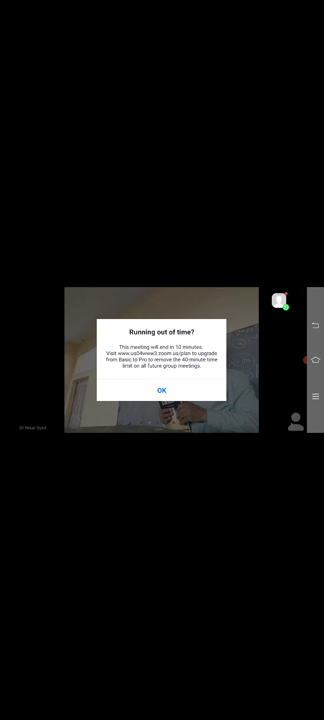 Running out of time?
This meeting will end in 10 minutes.
Visit www.us04www3.zoom.us/plan to upgrade
from Basic to Pro to remove the 40-minute time
limit on all future group meetings.
OK